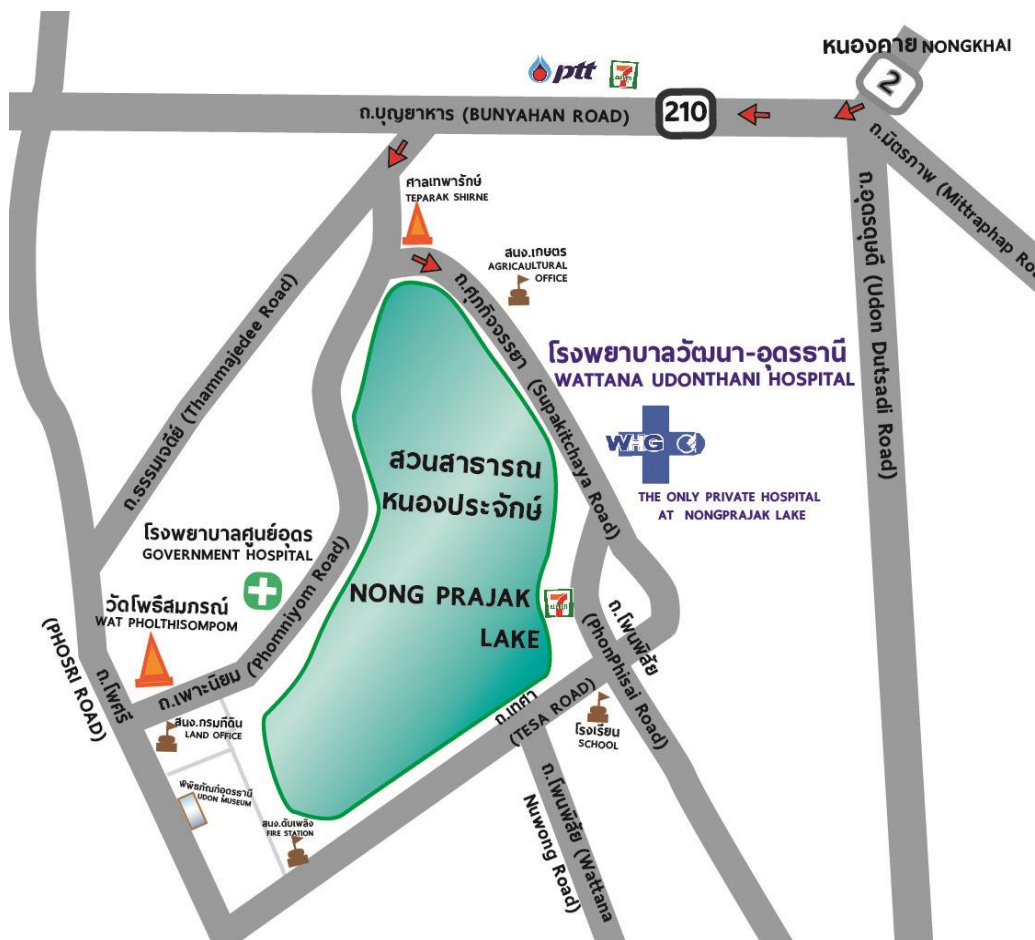 หนองคาย NONGKHAI
2
ptt
7
ELEVEN
210
ถ.บุญยาหาร (BUNYAHAN ROAD)
ถ.มิตรภาพ (Mittraphap Road
ถ.อุดรดุษฎี (Udon Dutsadi Road)
ศาลเทพารักษ์
TEPARAK SHIRNE
สนง.เกษตร
AGRICAULTURAL
OFFICE
ถ.ศุภกิจจรรยา (Supakitchaya Road)
โรงพยาบาลวัฒนา-อุดรธานี
WATTANA UDONTHANI HOSPITAL
WHG
THE ONLY PRIVATE HOSPITAL
AT NONGPRAJAK LAKE
ถ.ธรรมเจดีย์ (Thammajedee Road)
สวนสาธารณ
หนองประจักษ์
NONG PRAJAK
LAKE
โรงพยาบาลศูนย์อุดร
GOVERNMENT HOSPITAL
วัดโพธิ์สมภรณ์
WAT PHOLTHISOMPOM
ถ.เพาะนิยม (Phomniyom Road)
ถ.โพศรี
(PHOSRI ROAD)
สนง.กรมที่ดิน
LAND OFFICE
พิพิธภัณฑ์อุดรธานี
UDON MUSEUM
สนง.ดับเพลิง
FIRE STATION
7
ELEVEN
ถ.โพนพิสัย
(PhonPhisai Road)
ถ.เทศา
(TESA ROAD)
โรงเรียน
SCHOOL
ถ.โพนพิสัย (Wattana
Nuwong Road)